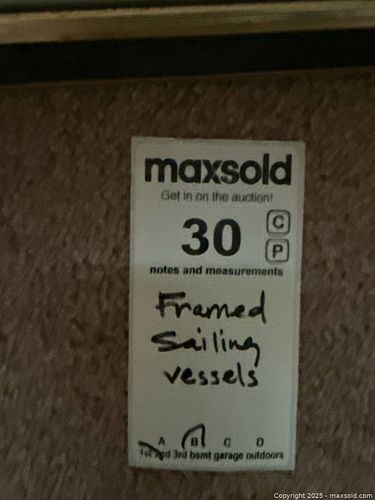 maxsold
Get in on the auction!
30
C
P
notes and measurements
Framed
Sailing
vessels
A B C D
1st 2nd 3rd bsmt garage outdoors
Copyright 2025 - maxsold.com